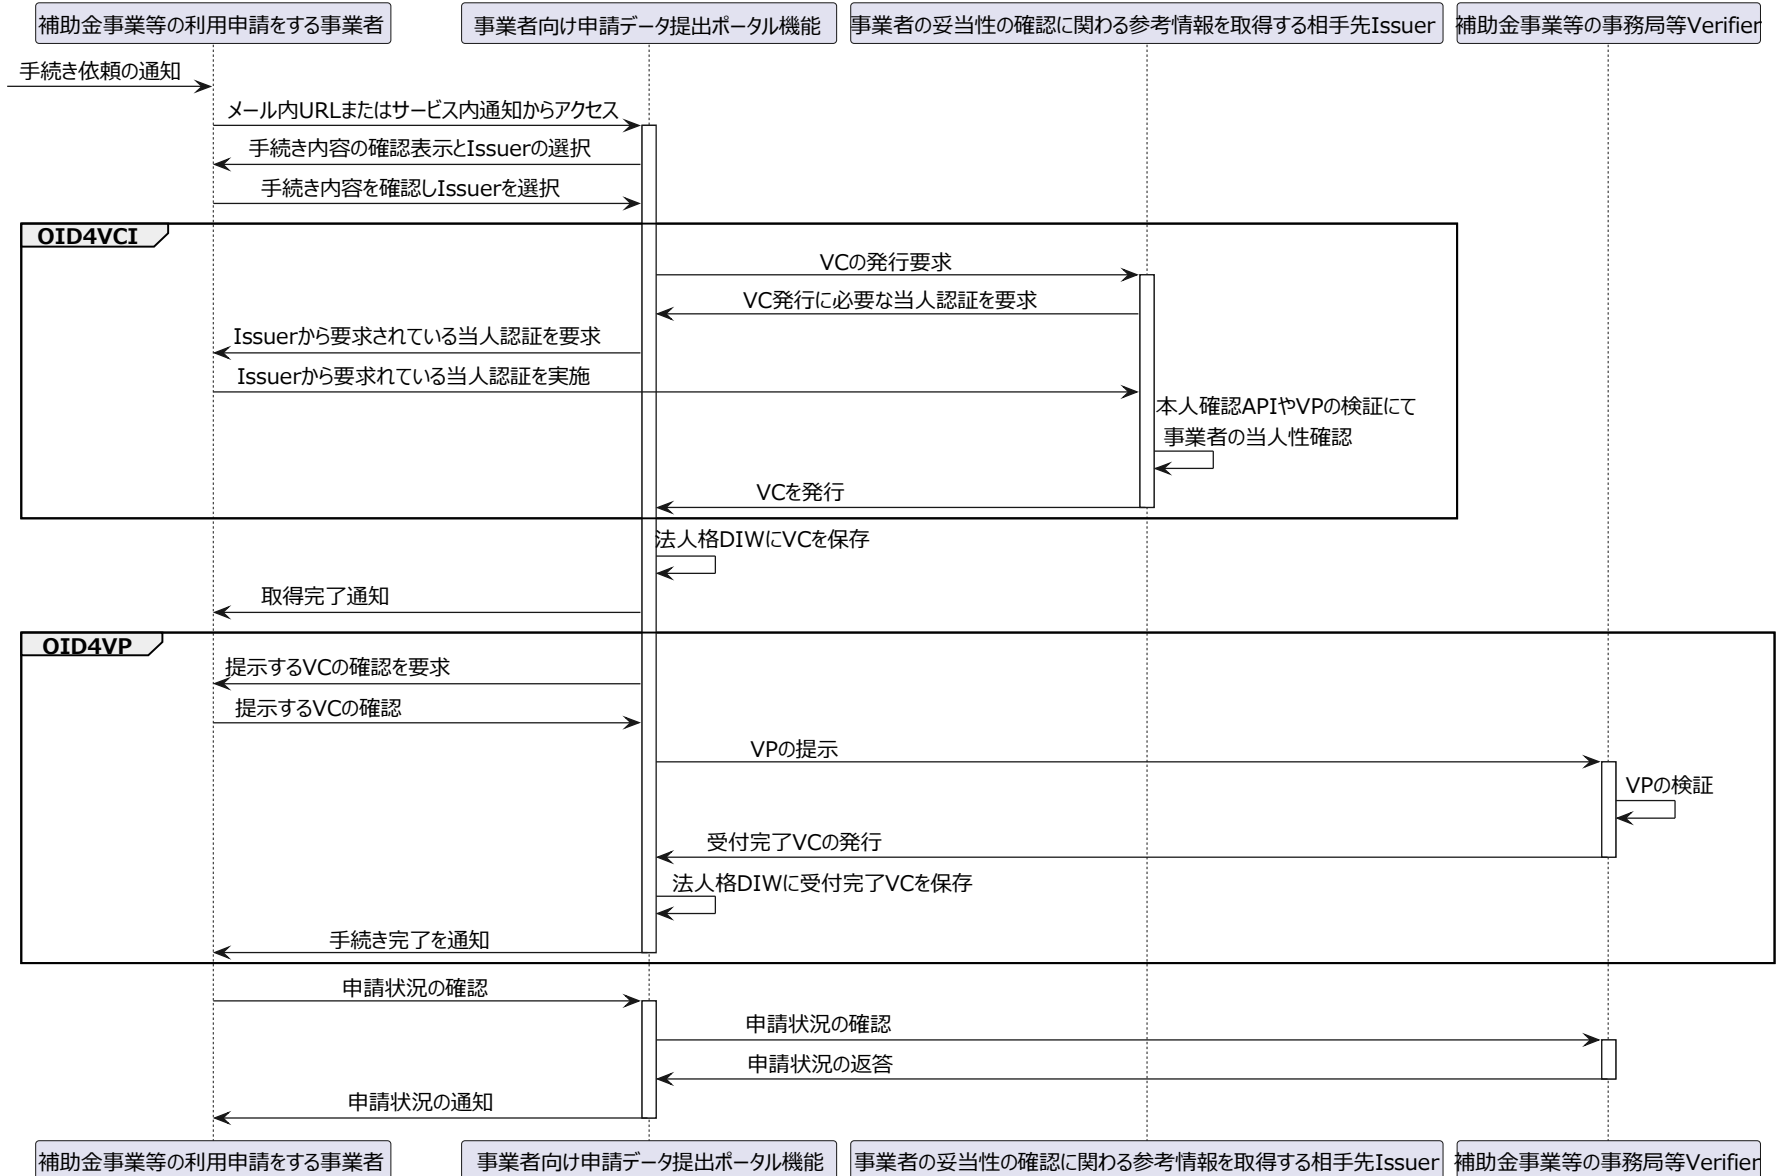 補助金事業等の利用申請をする事業者
事業者向け申請データ提出ポータル機能
事業者の妥当性の確認に関わる参考情報を取得する相手先Issuer
補助金事業等の事務局等Verifier
手続き依頼の通知
メール内URLまたはサービス内通知からアクセス
手続き内容の確認表示とIssuerの選択
手続き内容を確認しIssuerを選択
OID4VCI
VCの発行要求
VC発行に必要な当人認証を要求
Issuerから要求されている当人認証を要求
Issuerから要求れている当人認証を実施
本人確認APIやVPの検証にて
事業者の当人性確認
VCを発行
法人格DIWにVCを保存
取得完了通知
OID4VP
提示するVCの確認を要求
提示するVCの確認
VPの提示
VPの検証
受付完了VCの発行
法人格DIWに受付完了VCを保存
手続き完了を通知
申請状況の確認
申請状況の確認
申請状況の返答
申請状況の通知
補助金事業等の利用申請をする事業者
事業者向け申請データ提出ポータル機能
事業者の妥当性の確認に関わる参考情報を取得する相手先Issuer
補助金事業等の事務局等Verifier